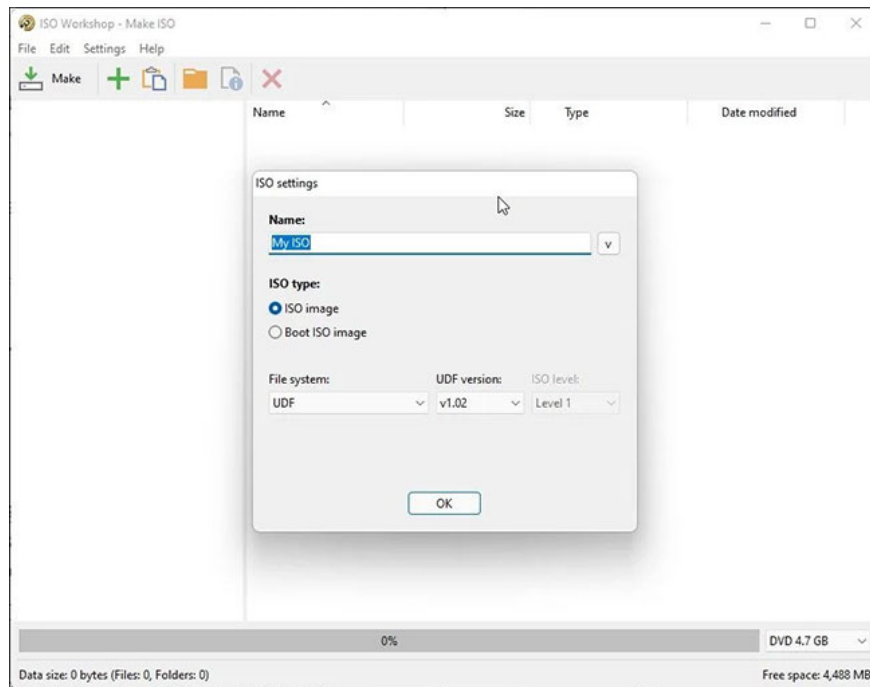 ISO Workshop - Make ISO
File Edit Settings Help
Make
Name Size Type Date modified
ISO settings
Name:
My ISO
v
ISO type:
ISO image
Boot ISO image
File system: UDF version: ISO level:
UDF v1.02 Level 1
OK
0% DVD 4.7 GB
Data size: 0 bytes (Files: 0, Folders: 0) Free space: 4,488 MB